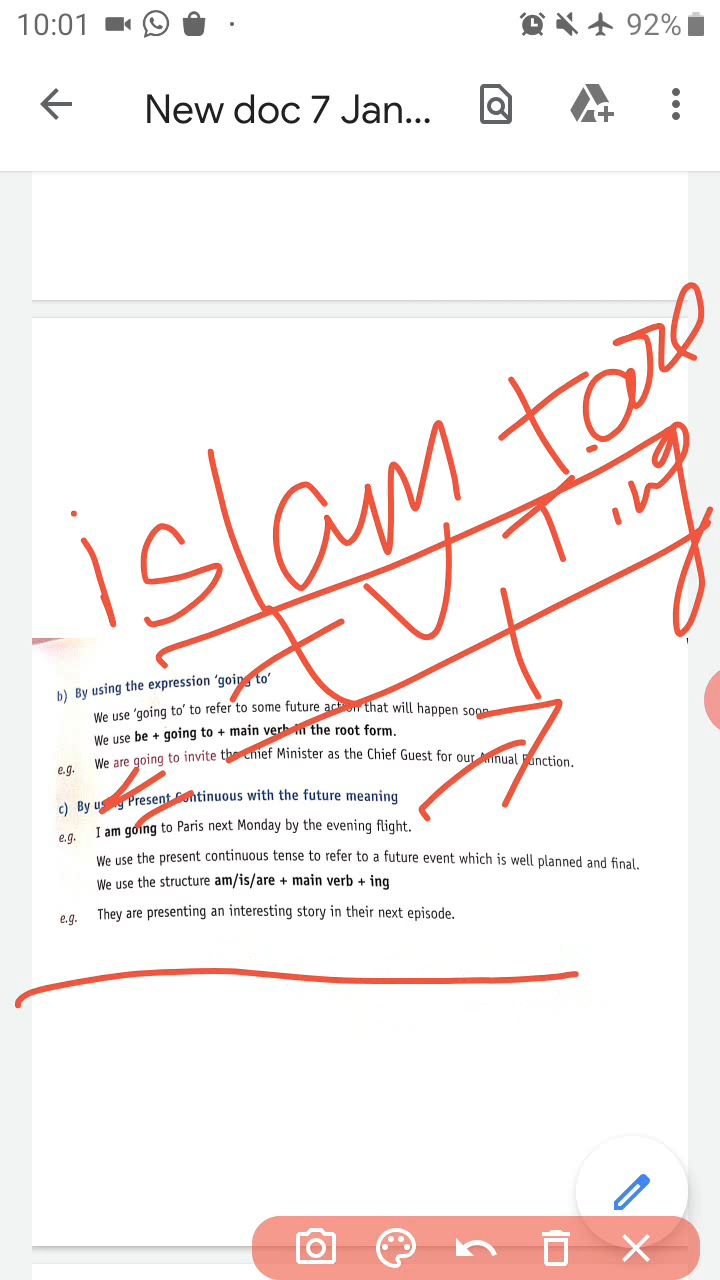 10:01 92%
New doc 7 Jan...
b) By using the expression 'going to'
We use 'going to' to refer to some future action that will happen soon.
We use be + going to + main verb in the root form.
e.g. We are going to invite the Chief Minister as the Chief Guest for our Annual Function.
c) By using Present Continuous with the future meaning
e.g. I am going to Paris next Monday by the evening flight.
We use the present continuous tense to refer to a future event which is well planned and final.
We use the structure am/is/are + main verb + ing
e.g. They are presenting an interesting story in their next episode.